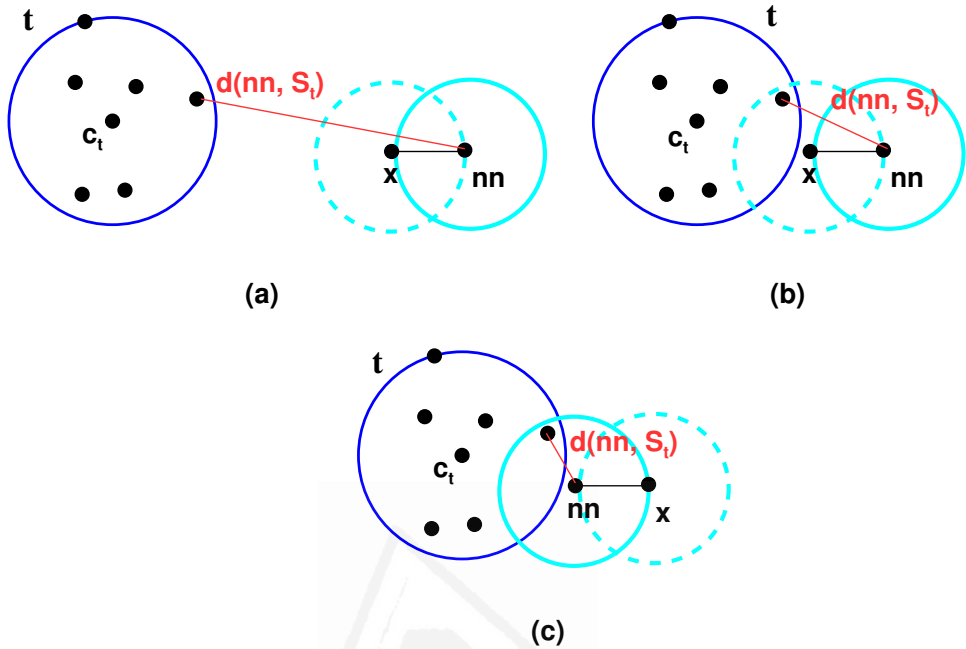 t
d(nn, Sₜ)
cₜ
x
nn
(a)
t
d(nn, Sₜ)
cₜ
x
nn
(b)
t
d(nn, Sₜ)
cₜ
nn
x
(c)